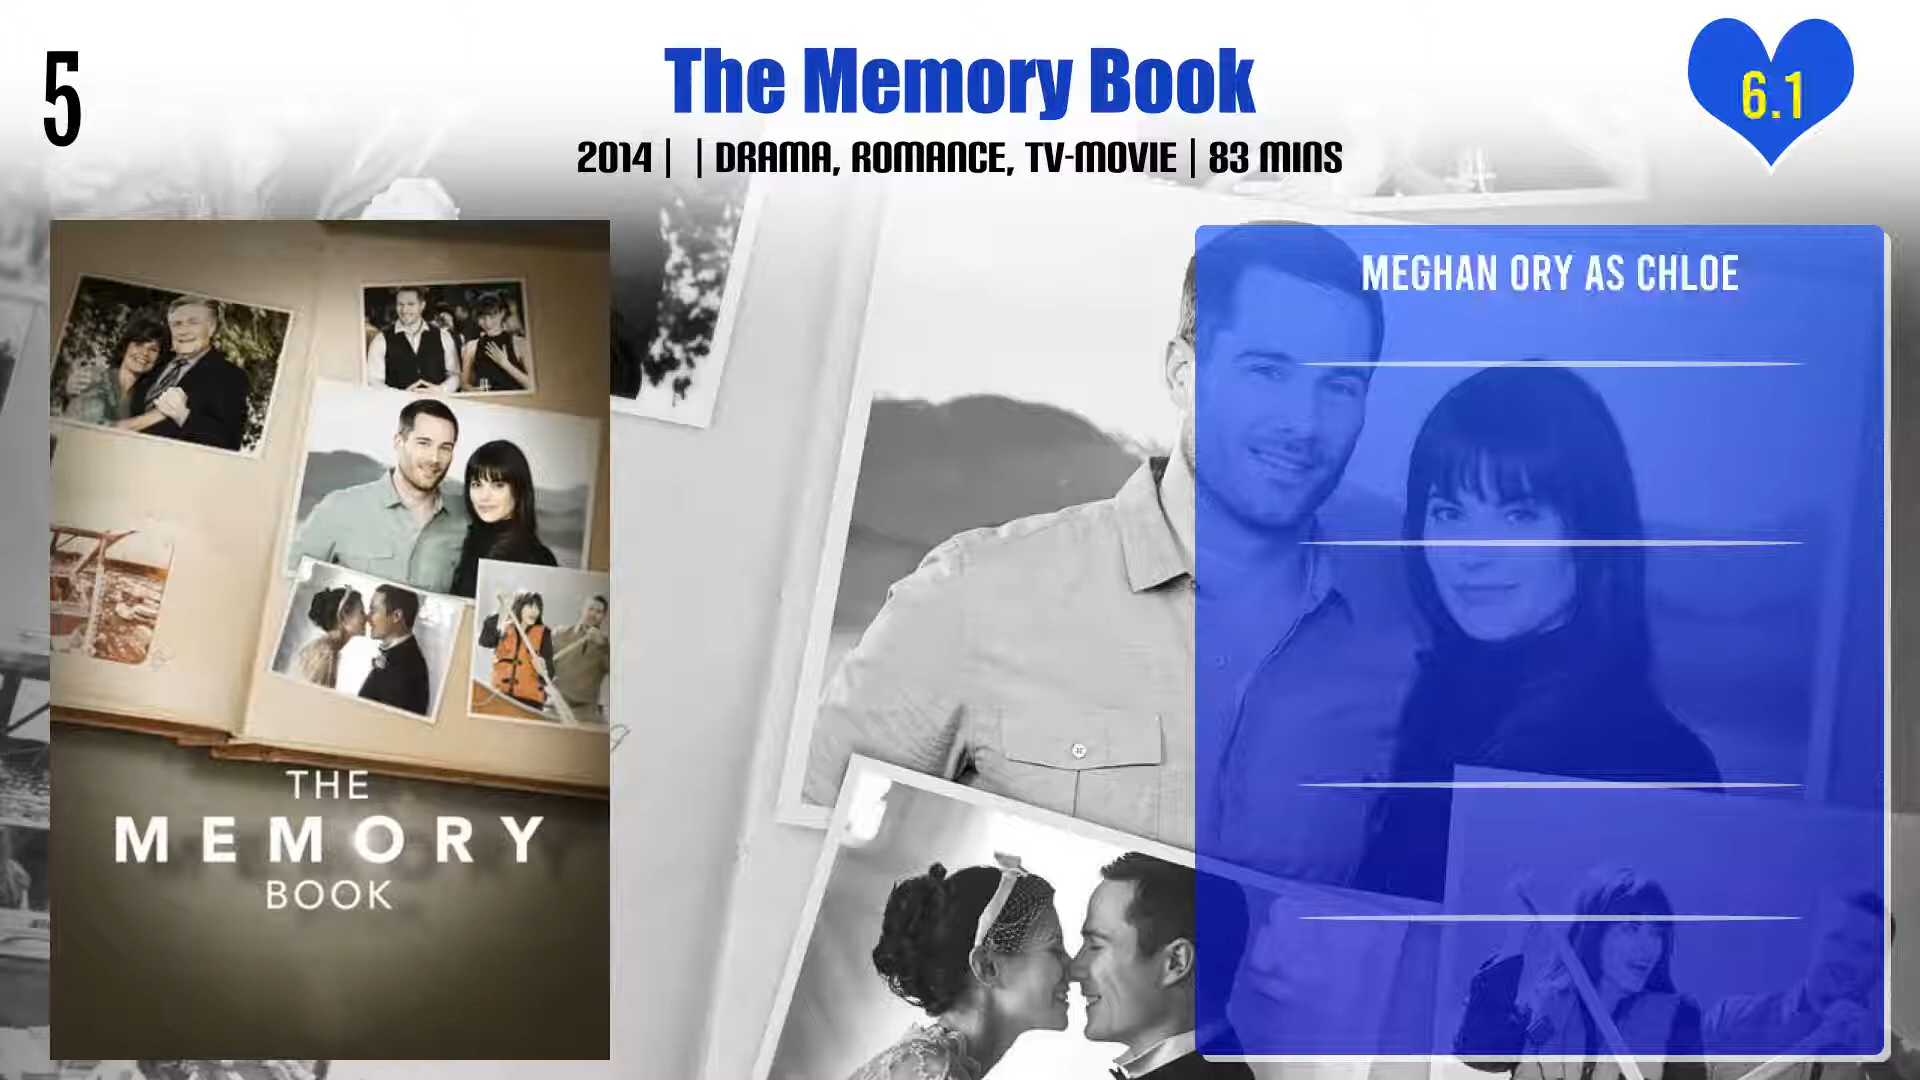 5
The Memory Book
6.1
2014 | | DRAMA, ROMANCE, TV-MOVIE | 83 MINS
MEGHAN ORY AS CHLOE
THE
MEMORY
BOOK